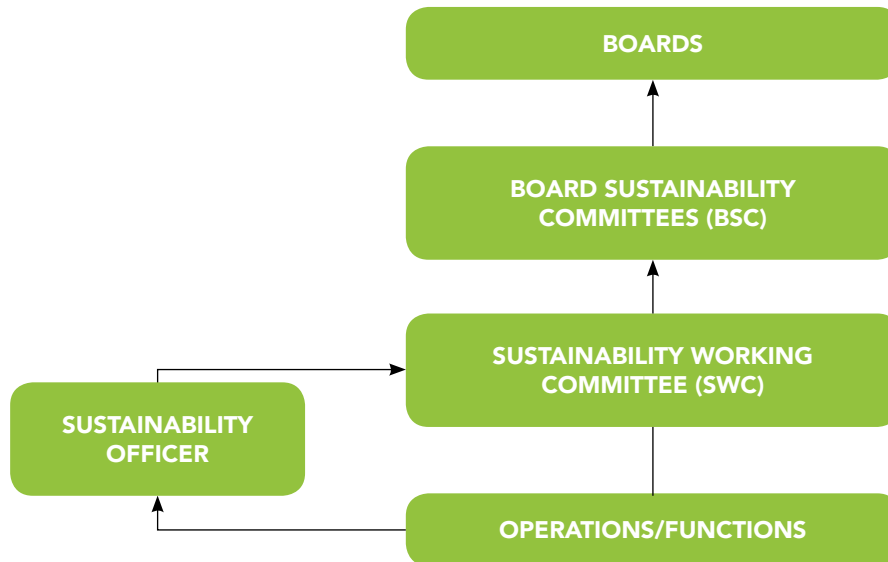 BOARDS
BOARD SUSTAINABILITY
COMMITTEES (BSC)
SUSTAINABILITY WORKING
COMMITTEE (SWC)
SUSTAINABILITY
OFFICER
OPERATIONS/FUNCTIONS